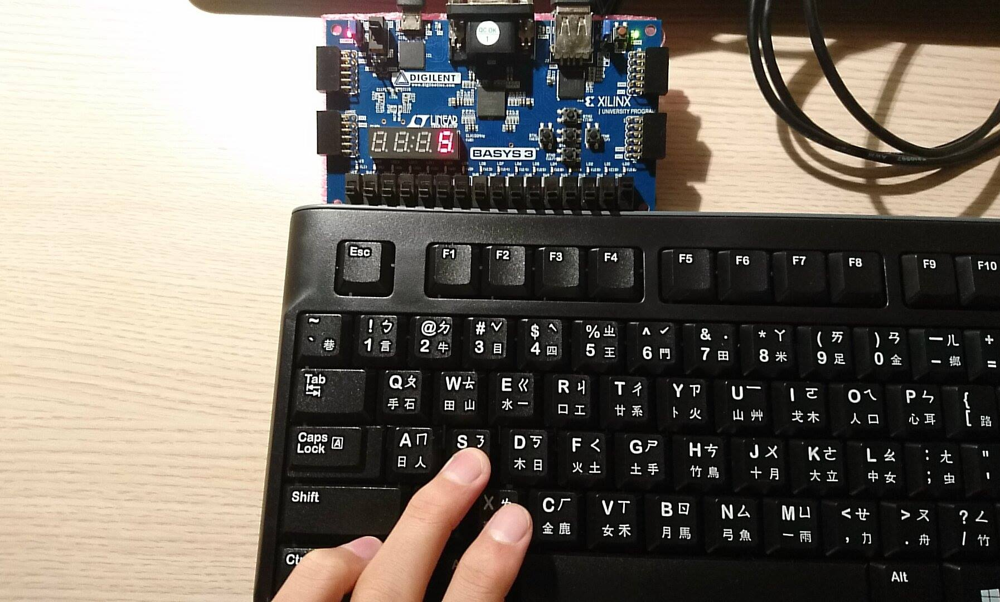 QC OK
1
DIGILENT
www.digilentinc.com
XILINX
UNIVERSITY PROGRA
LINEAR
BASYS 3
Esc F1 F2 F3 F4 F5 F6 F7 F8 F9 F10
~ ! ㄅ @ ㄉ # ˇ $ ˋ % ㄓ ^ ˊ & ˙ * ㄚ ( ㄞ ) ㄢ — ㄦ +
` 巷 1 言 2 牛 3 目 4 四 5 王 6 門 7 田 8 米 9 足 0 金 - 鄉 =
Tab Q ㄆ W ㄊ E ㄍ R ㄐ T ㄔ Y ㄗ U ㄧ I ㄛ O ㄟ P ㄣ {
手 石 田 山 水 一 口 工 廿 系 卜 火 山 艸 戈 木 人 口 心 耳 [ 路
Caps Lock A A ㄇ S ㄋ D ㄎ F ㄑ G ㄕ H ㄘ J ㄨ K ㄜ L ㄠ : ㄤ "
日 人 木 日 火 土 土 手 竹 鳥 十 月 大 立 中 女 ; 虫 '
Shift X C ㄏ V ㄒ B ㄖ N ㄙ M ㄩ < ㄝ > ㄡ ? ㄥ
金 鹿 女 禾 月 馬 弓 魚 一 雨 , 力 . 舟 / 竹
Alt